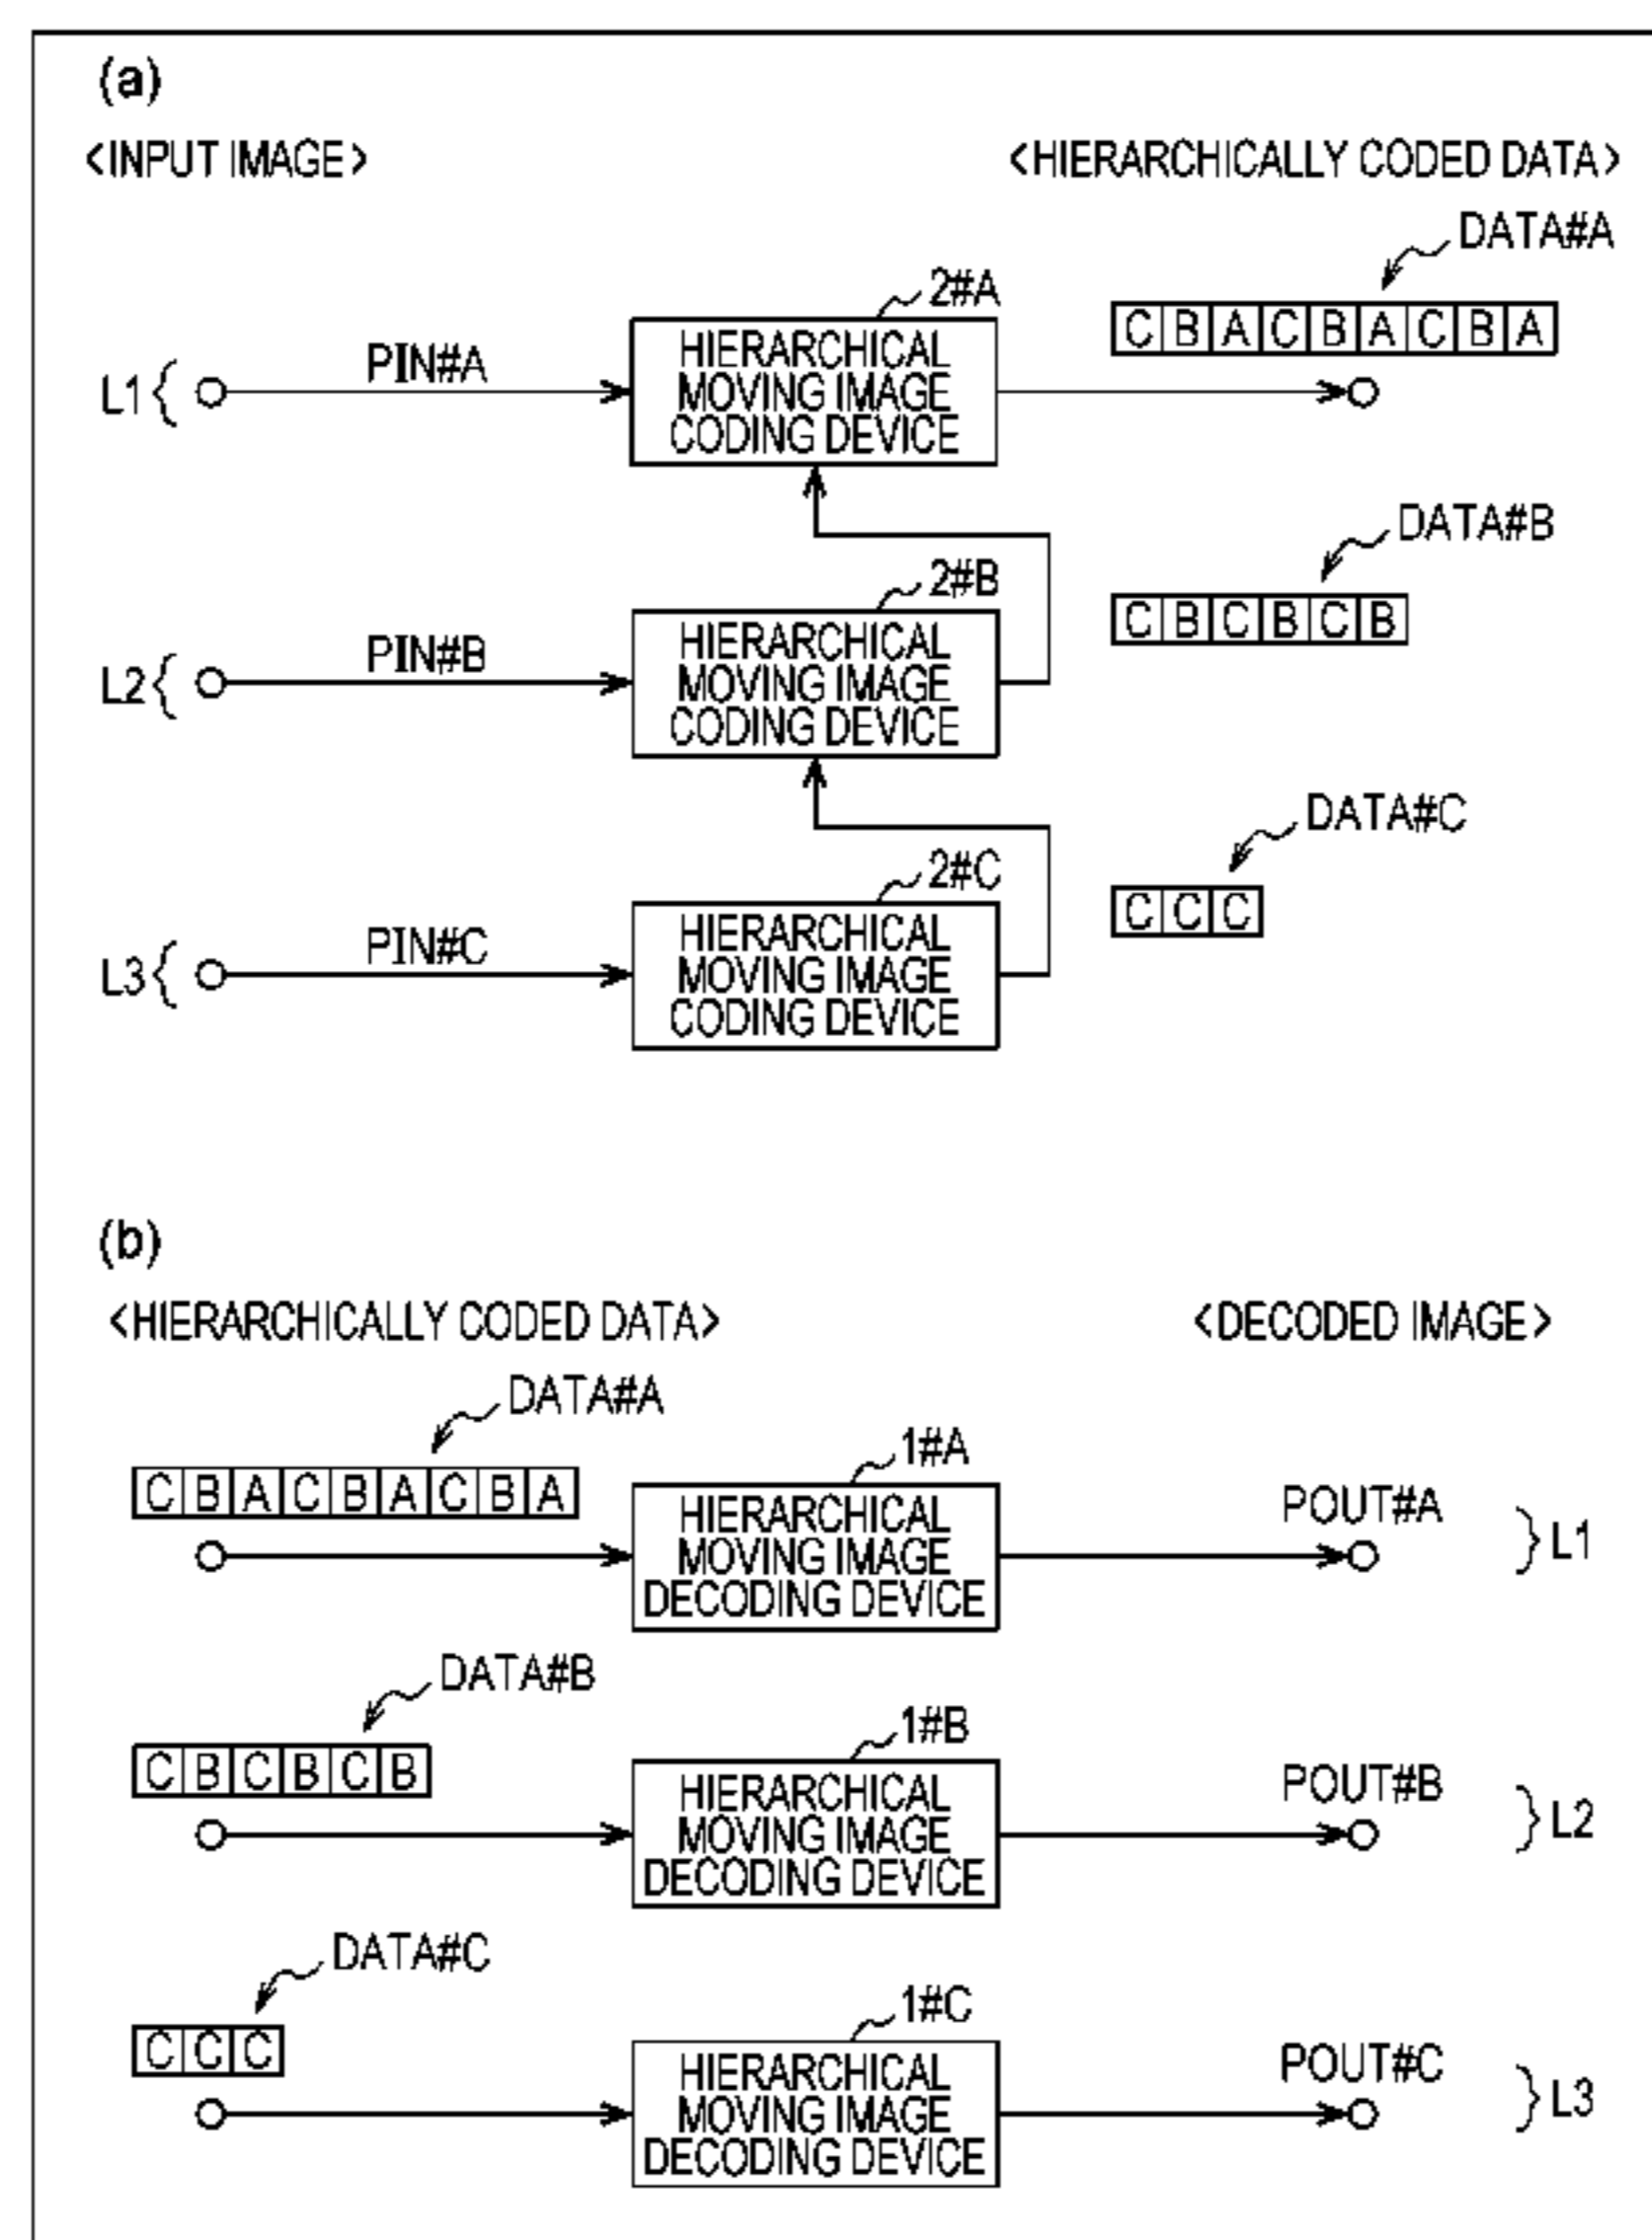 (a)
<INPUT IMAGE>
<HIERARCHICALLY CODED DATA>
DATA#A
2#A
C B A C B A C B A
L1{
PIN#A
HIERARCHICAL
MOVING IMAGE
CODING DEVICE
DATA#B
2#B
C B C B C B
L2{
PIN#B
HIERARCHICAL
MOVING IMAGE
CODING DEVICE
DATA#C
2#C
C C C
L3{
PIN#C
HIERARCHICAL
MOVING IMAGE
CODING DEVICE
(b)
<HIERARCHICALLY CODED DATA>
<DECODED IMAGE>
DATA#A
1#A
C B A C B A C B A
HIERARCHICAL
MOVING IMAGE
DECODING DEVICE
POUT#A
}L1
DATA#B
1#B
C B C B C B
HIERARCHICAL
MOVING IMAGE
DECODING DEVICE
POUT#B
}L2
DATA#C
1#C
C C C
HIERARCHICAL
MOVING IMAGE
DECODING DEVICE
POUT#C
}L3